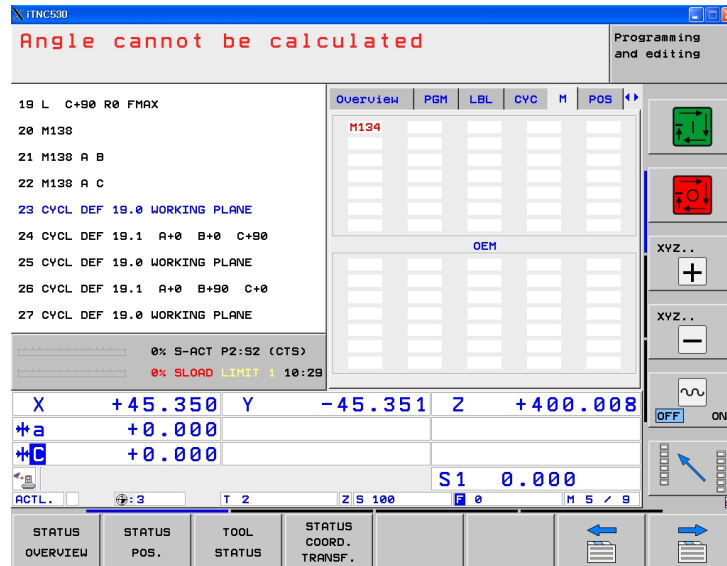 iTNC530
Angle cannot be calculated
Programming
and editing
19 L C+90 R0 FMAX
20 M138
21 M138 A B
22 M138 A C
23 CYCL DEF 19.0 WORKING PLANE
24 CYCL DEF 19.1 A+0 B+0 C+90
25 CYCL DEF 19.0 WORKING PLANE
26 CYCL DEF 19.1 A+0 B+90 C+0
27 CYCL DEF 19.0 WORKING PLANE
Overview PGM LBL CYC M POS
M134
OEM
0% S-ACT P2:S2 (CTS)
0% SLOAD LIMIT 1 10:29
X +45.350 Y -45.351 Z +400.008
a +0.000
C +0.000
S1 0.000
ACTL. :3 T 2 Z S 100 F 0 M 5 / 9
XYZ..
+
XYZ..
−
OFF ON
STATUS
OVERVIEW
STATUS
POS.
TOOL
STATUS
STATUS
COORD.
TRANSF.